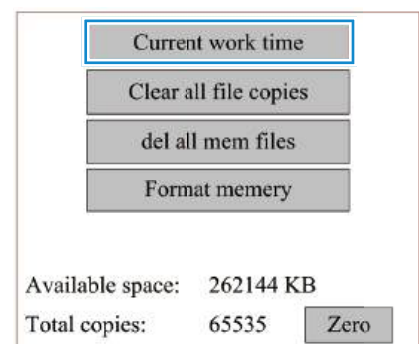 Current work time
Clear all file copies
del all mem files
Format memery
Available space: 262144 KB
Total copies: 65535 Zero